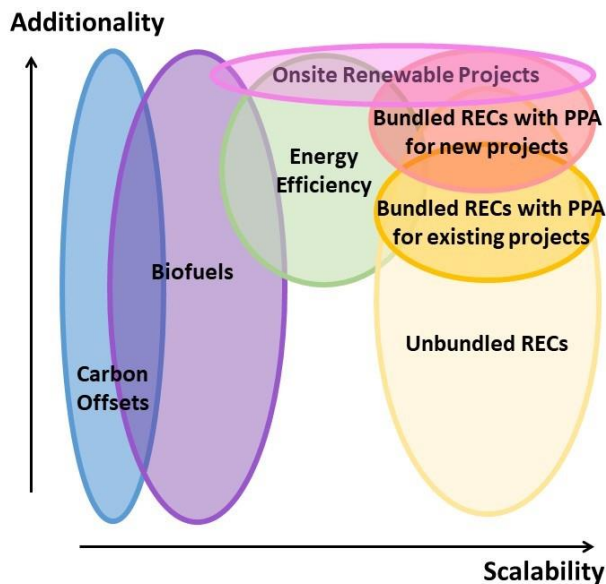 Additionality
Onsite Renewable Projects
Bundled RECs with PPA
for new projects
Energy
Efficiency
Bundled RECs with PPA
for existing projects
Biofuels
Unbundled RECs
Carbon
Offsets
Scalability